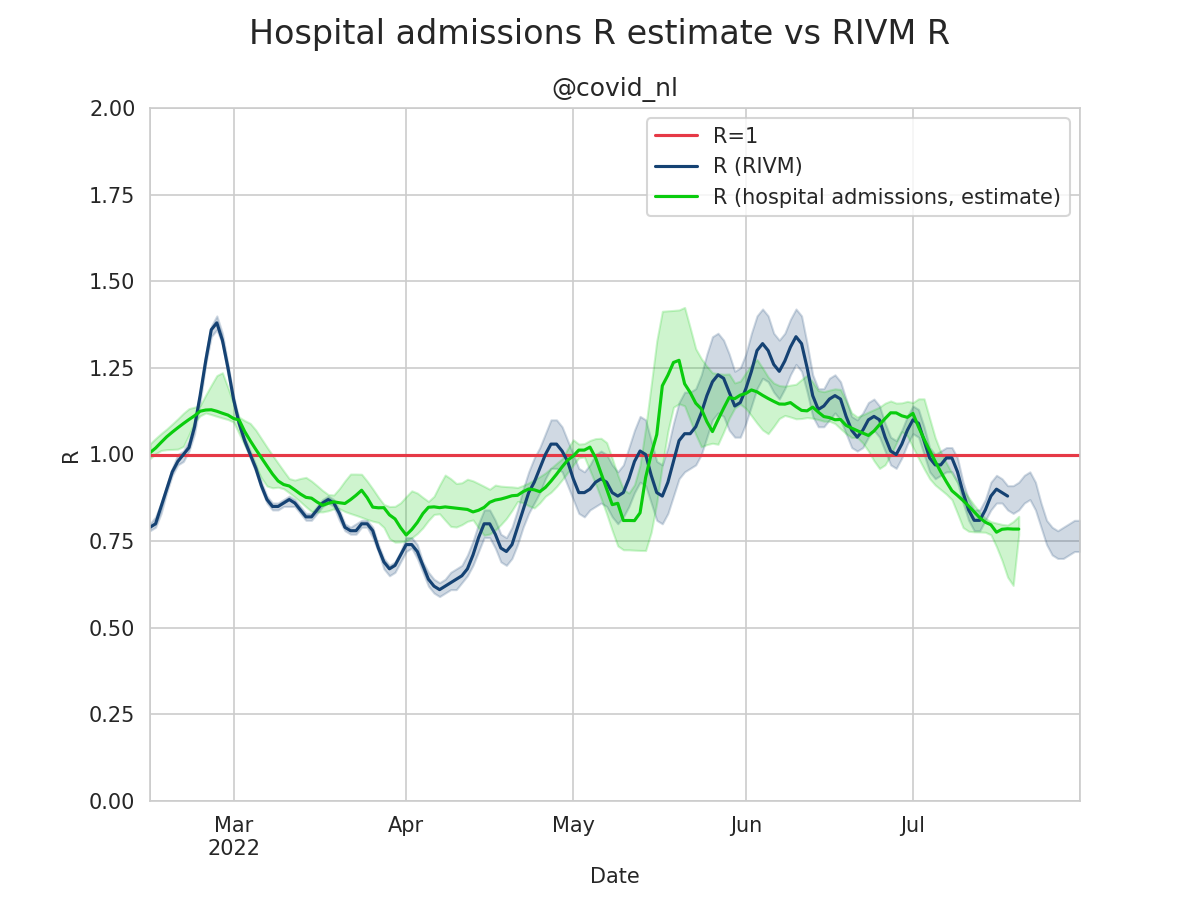 Hospital admissions R estimate vs RIVM R
@covid_nl
R=1
R (RIVM)
R (hospital admissions, estimate)
2.00
1.75
1.50
1.25
1.00
0.75
0.50
0.25
0.00
R
Mar
2022
Apr
May
Jun
Jul
Date